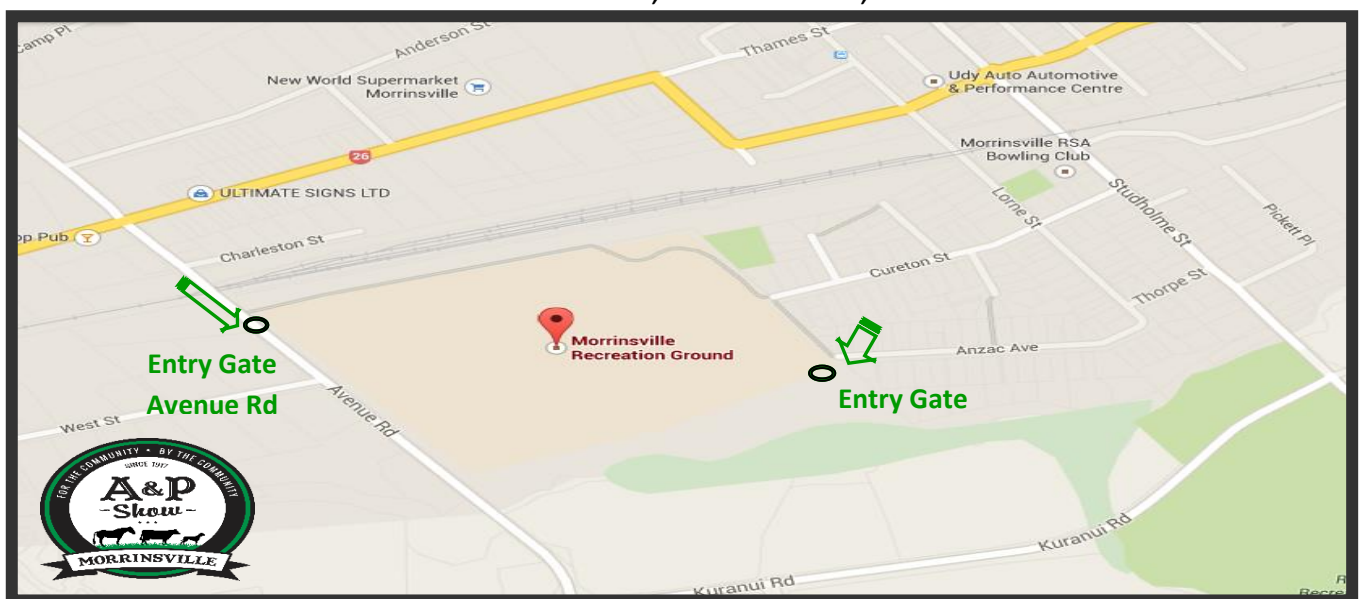 Camp Pl
Anderson St
Thames St
New World Supermarket
Morrinsville
Udy Auto Automotive
& Performance Centre
26
Morrinsville RSA
Bowling Club
ULTIMATE SIGNS LTD
Lorne St
Studholme St
Pickett Pl
op Pub
Charleston St
Cureton St
Thorpe St
Morrinsville
Recreation Ground
Anzac Ave
Entry Gate
Avenue Rd
Entry Gate
Avenue Rd
West St
FOR THE COMMUNITY • BY THE COMMUNITY
SINCE 1917
A&P
-Show-
MORRINSVILLE
Kuranui Rd
Kuranui Rd
R
Recre